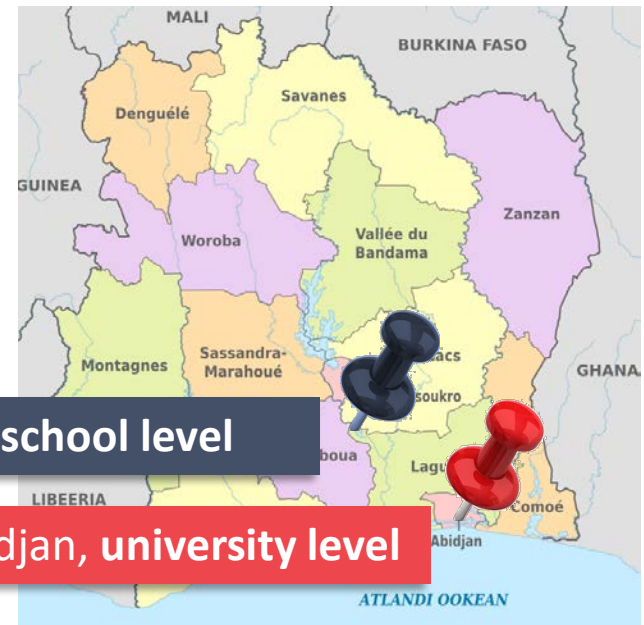 MALI
BURKINA FASO
Denguélé
Savanes
GUINEA
Zanzan
Woroba
Vallée du
Bandama
Sassandra-
Marahoué
Montagnes
GHANA
school level
LIBEERIA
Comoé
university level
Abidjan
ATLANDI OOKEAN